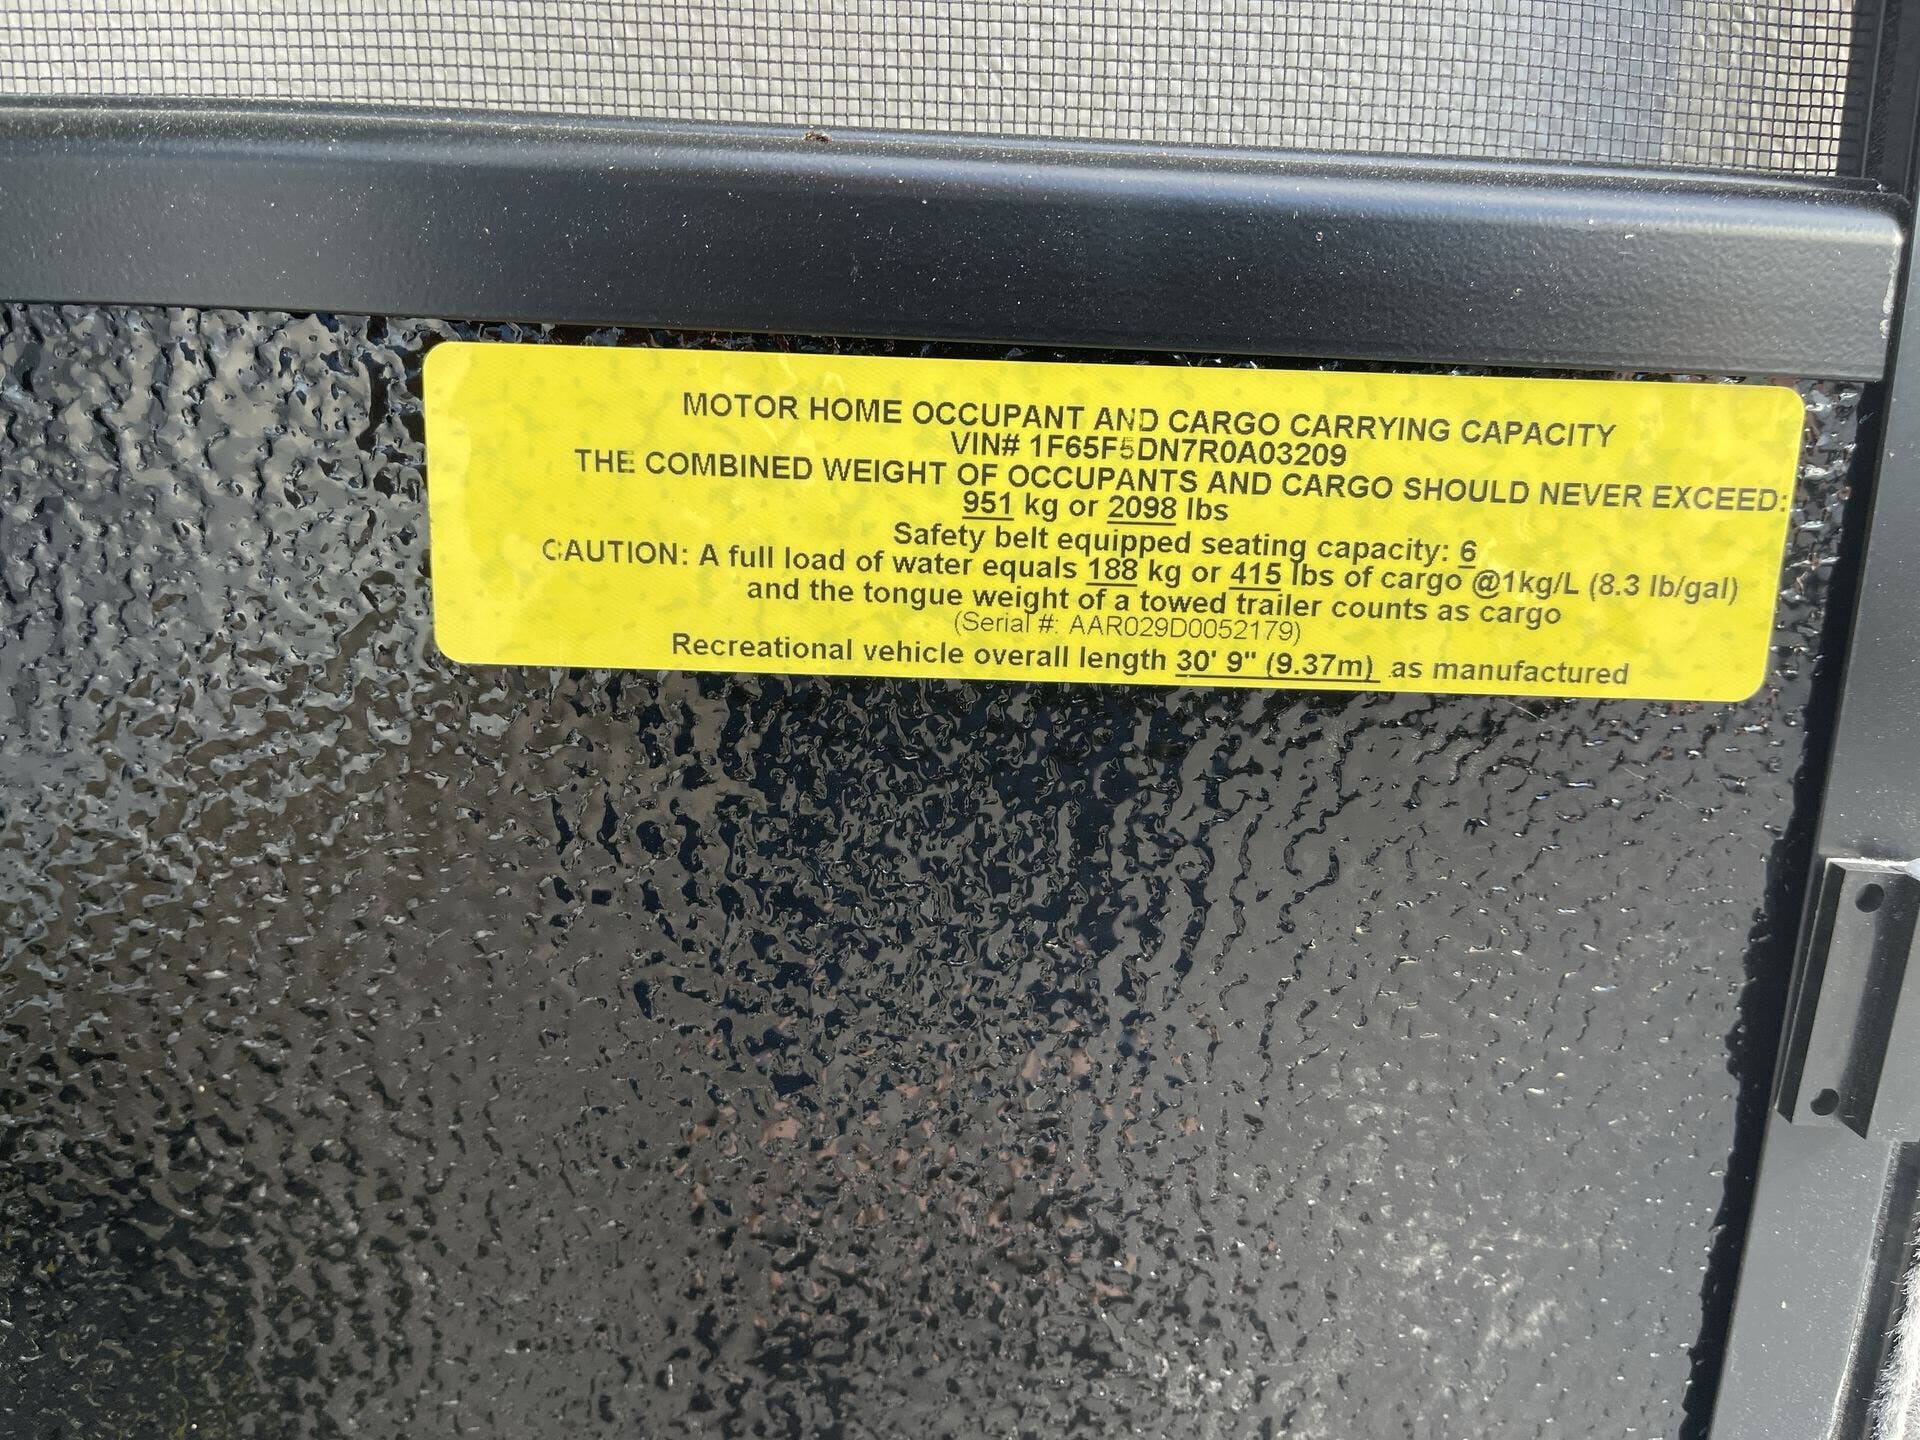 MOTOR HOME OCCUPANT AND CARGO CARRYING CAPACITY
VIN# 1F65F5DN7R0A03209
THE COMBINED WEIGHT OF OCCUPANTS AND CARGO SHOULD NEVER EXCEED:
951 kg or 2098 lbs
Safety belt equipped seating capacity: 6
CAUTION: A full load of water equals 188 kg or 415 lbs of cargo @1kg/L (8.3 lb/gal)
and the tongue weight of a towed trailer counts as cargo
(Serial #: AAR029D0052179)
Recreational vehicle overall length 30' 9" (9.37m) as manufactured